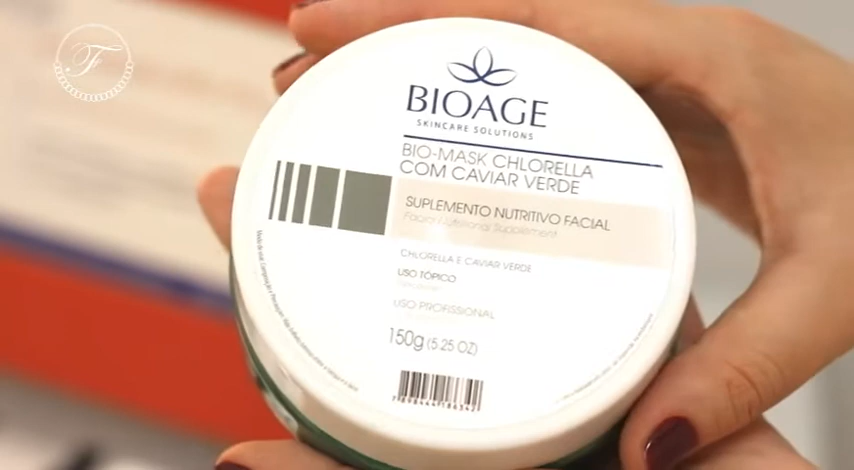 F
BIOAGE
SKINCARE SOLUTIONS
BIO-MASK CHLORELLA
COM CAVIAR VERDE
SUPLEMENTO NUTRITIVO FACIAL
Facial Nutritional Supplement
CHLORELLA E CAVIAR VERDE
USO TÓPICO
USO PROFISSIONAL
150g (5.25 OZ)